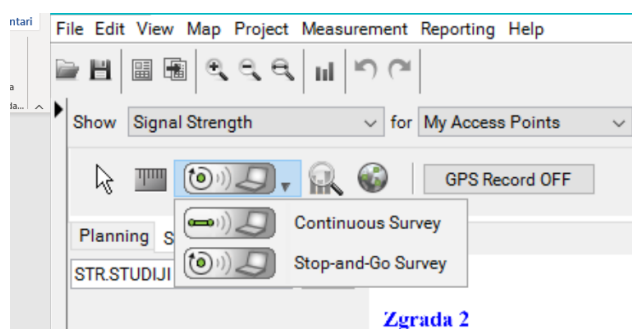 ntari
File Edit View Map Project Measurement Reporting Help
a
da...
Show Signal Strength for My Access Points
GPS Record OFF
Continuous Survey
Planning S
Stop-and-Go Survey
STR.STUDIJI
Zgrada 2